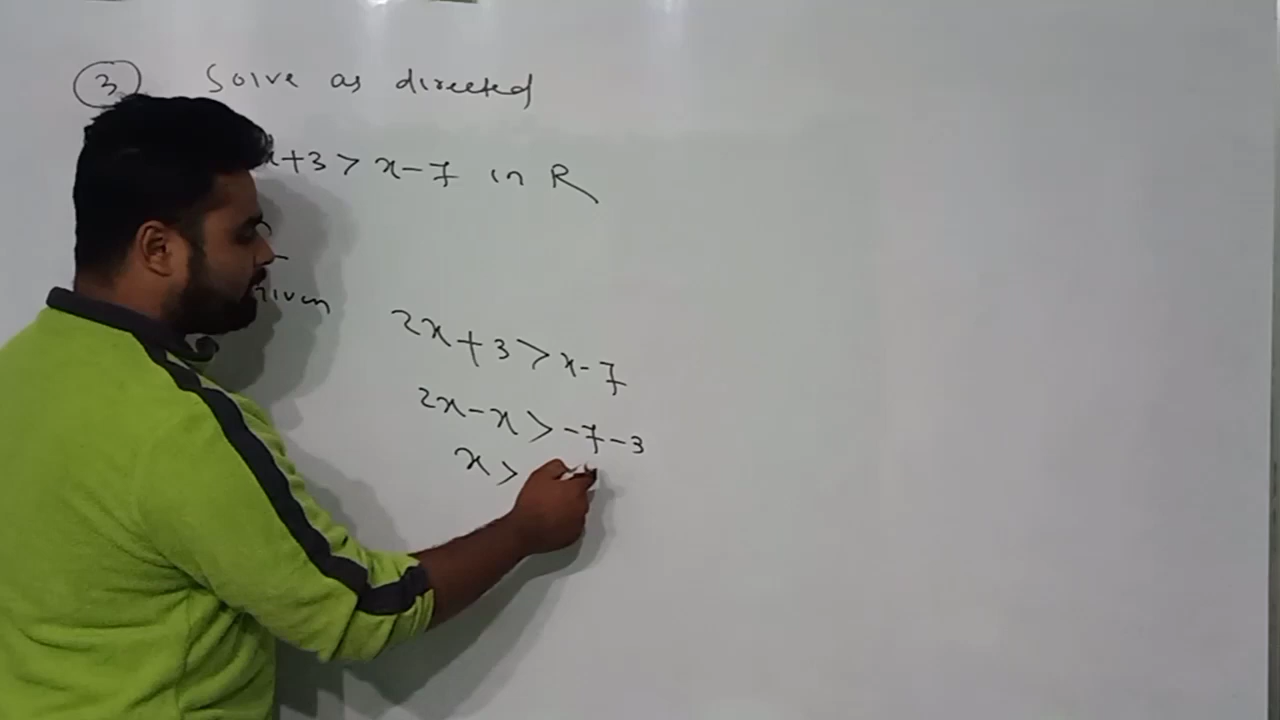 3 Solve as directed
x+3 > x-7 in R
iven
2x+3 > x-7
2x-x > -7-3
x >